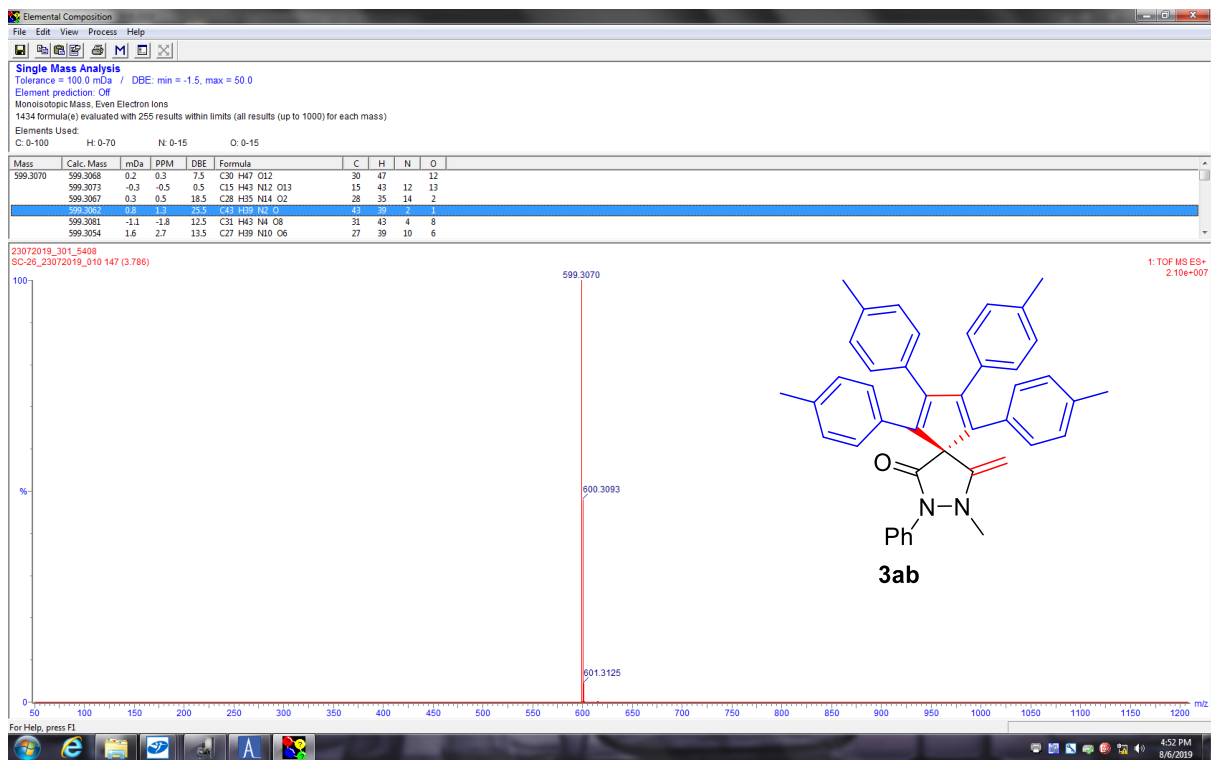 Elemental Composition
File Edit View Process Help
Single Mass Analysis
Tolerance = 100.0 mDa / DBE: min = -1.5, max = 50.0
Element prediction: Off
Monoisotopic Mass, Even Electron Ions
1434 formula(e) evaluated with 255 results within limits (all results (up to 1000) for each mass)
Elements Used:
C: 0-100 H: 0-70 N: 0-15 O: 0-15
Mass Calc. Mass mDa PPM DBE Formula C H N O
599.3070 599.3068 0.2 0.3 7.5 C30 H47 O12 30 47 12
599.3073 -0.3 -0.5 0.5 C15 H43 N12 O13 15 43 12 13
599.3067 0.3 0.5 18.5 C28 H35 N14 O2 28 35 14 2
599.3062 0.8 1.3 25.5 C43 H39 N2 O 43 39 2 1
599.3081 -1.1 -1.8 12.5 C31 H43 N4 O8 31 43 4 8
599.3054 1.6 2.7 13.5 C27 H39 N10 O6 27 39 10 6
23072019_301_5408
SC-26_23072019_010 147 (3.786)
1: TOF MS ES+
2.10e+007
599.3070
100
%
600.3093
601.3125
0
50 100 150 200 250 300 350 400 450 500 550 600 650 700 750 800 850 900 950 1000 1050 1100 1150 1200
m/z
O
N
N
Ph
3ab
For Help, press F1
4:52 PM
8/6/2019